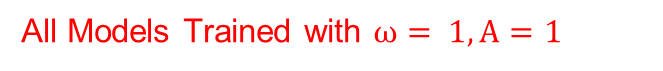 All Models Trained with ω = 1, A = 1